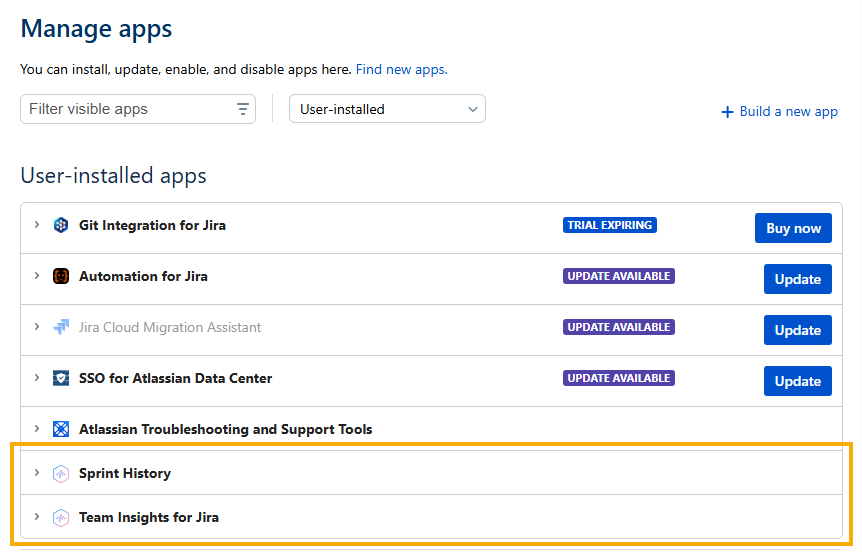 Manage apps
You can install, update, enable, and disable apps here. Find new apps.
Filter visible apps
User-installed
+ Build a new app
User-installed apps
Git Integration for Jira TRIAL EXPIRING Buy now
Automation for Jira UPDATE AVAILABLE Update
Jira Cloud Migration Assistant UPDATE AVAILABLE Update
SSO for Atlassian Data Center UPDATE AVAILABLE Update
Atlassian Troubleshooting and Support Tools
Sprint History
Team Insights for Jira